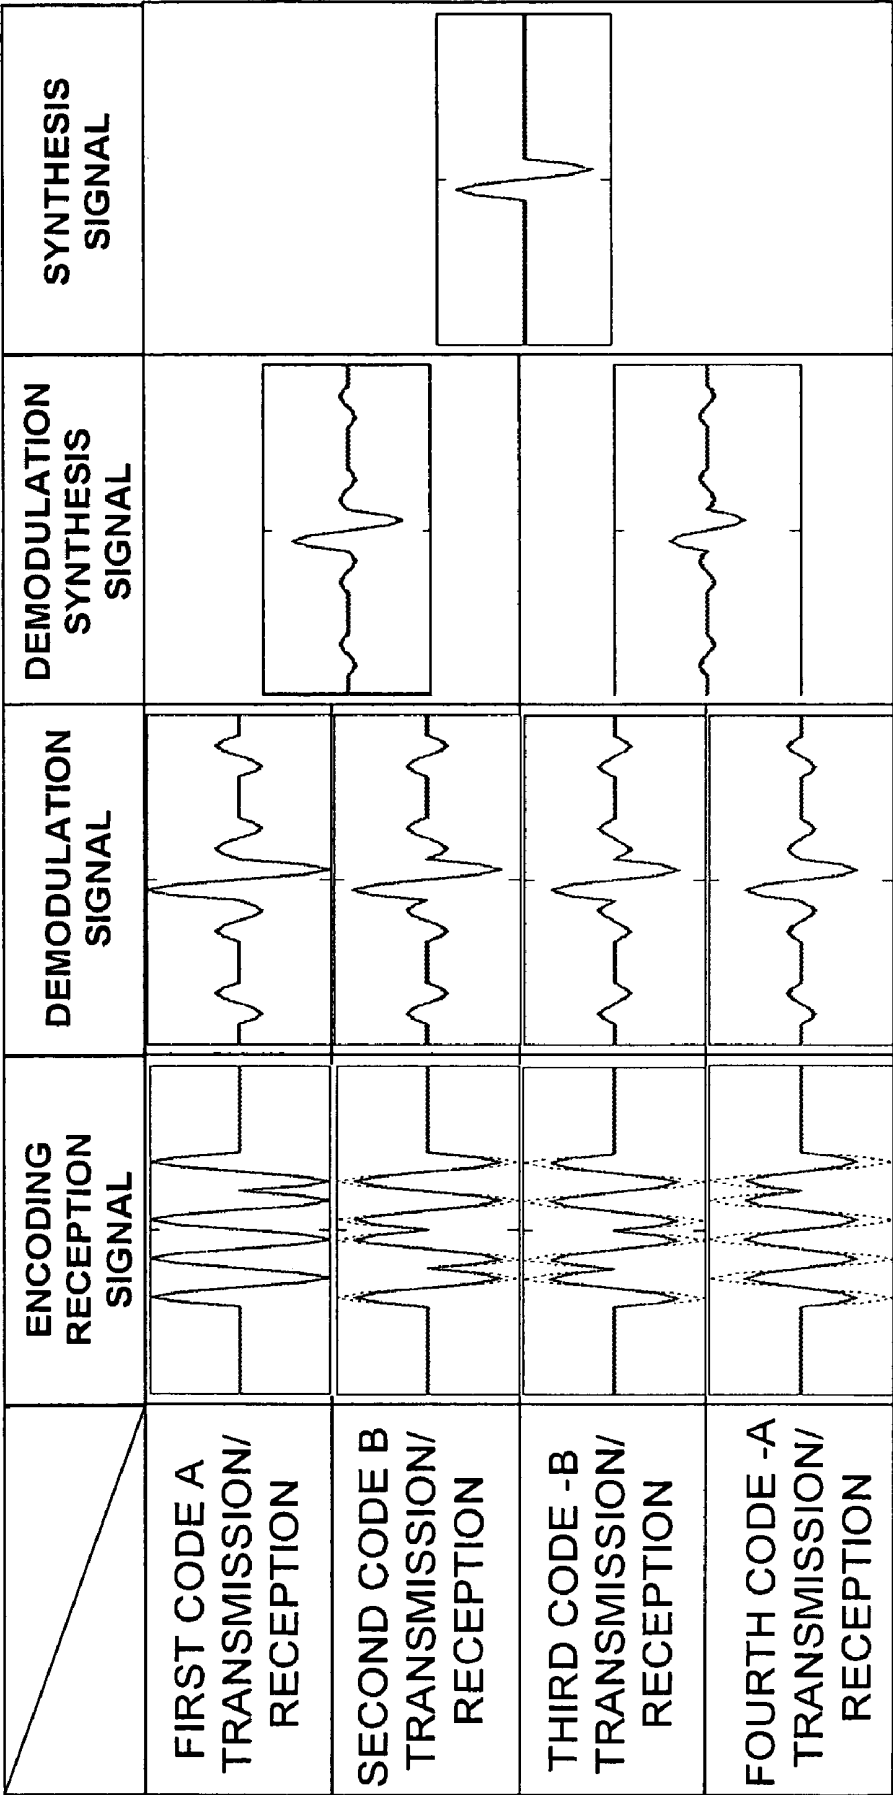 ENCODING
RECEPTION
SIGNAL
DEMODULATION
SIGNAL
DEMODULATION
SYNTHESIS
SIGNAL
SYNTHESIS
SIGNAL
FIRST CODE A
TRANSMISSION/
RECEPTION
SECOND CODE B
TRANSMISSION/
RECEPTION
THIRD CODE -B
TRANSMISSION/
RECEPTION
FOURTH CODE -A
TRANSMISSION/
RECEPTION